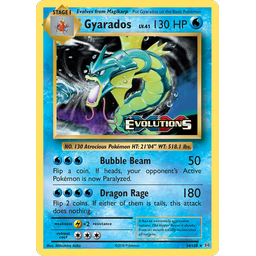 STAGE 1
Evolves from Magikarp
Put Gyarados on the Basic Pokémon
Gyarados LV.41 130 HP
EVOLUTIONS
NO. 130 Atrocious Pokémon HT: 21'04" WT: 518.1 lbs.
Bubble Beam 50
Flip a coin. If heads, your opponent's Active
Pokémon is now Paralyzed.
Dragon Rage 180
Flip 2 coins. If either of them is tails, this attack
does nothing.
weakness
×2
resistance
retreat cost